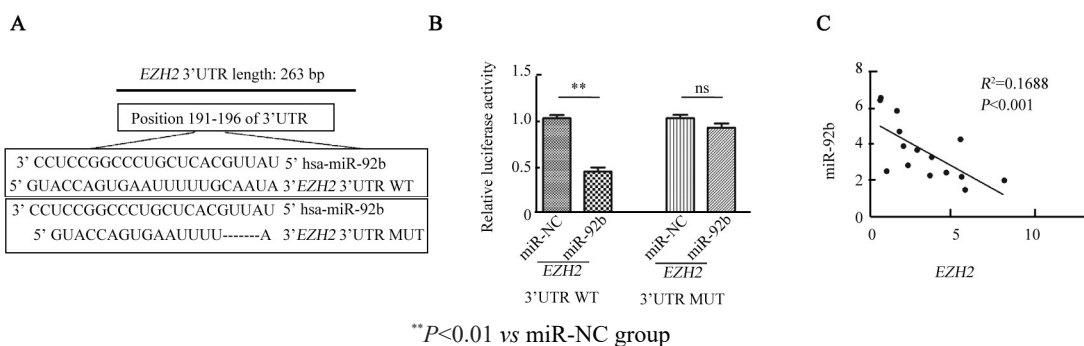 A
EZH2 3'UTR length: 263 bp
Position 191-196 of 3'UTR
3' CCUCCGGCCCUGCUCACGUUAU 5' hsa-miR-92b
5' GUACCAGUGAAUUUUUGCAAUA 3'EZH2 3'UTR WT
3' CCUCCGGCCCUGCUCACGUUAU 5' hsa-miR-92b
5' GUACCAGUGAAUUUU-------A 3'EZH2 3'UTR MUT
B
Relative luciferase activity
1.5
1.0
0.5
0
**
ns
miR-NC
miR-92b
miR-NC
miR-92b
EZH2
EZH2
3'UTR WT
3'UTR MUT
C
miR-92b
8
6
4
2
0
0
5
10
R²=0.1688
P<0.001
EZH2
**P<0.01 vs miR-NC group